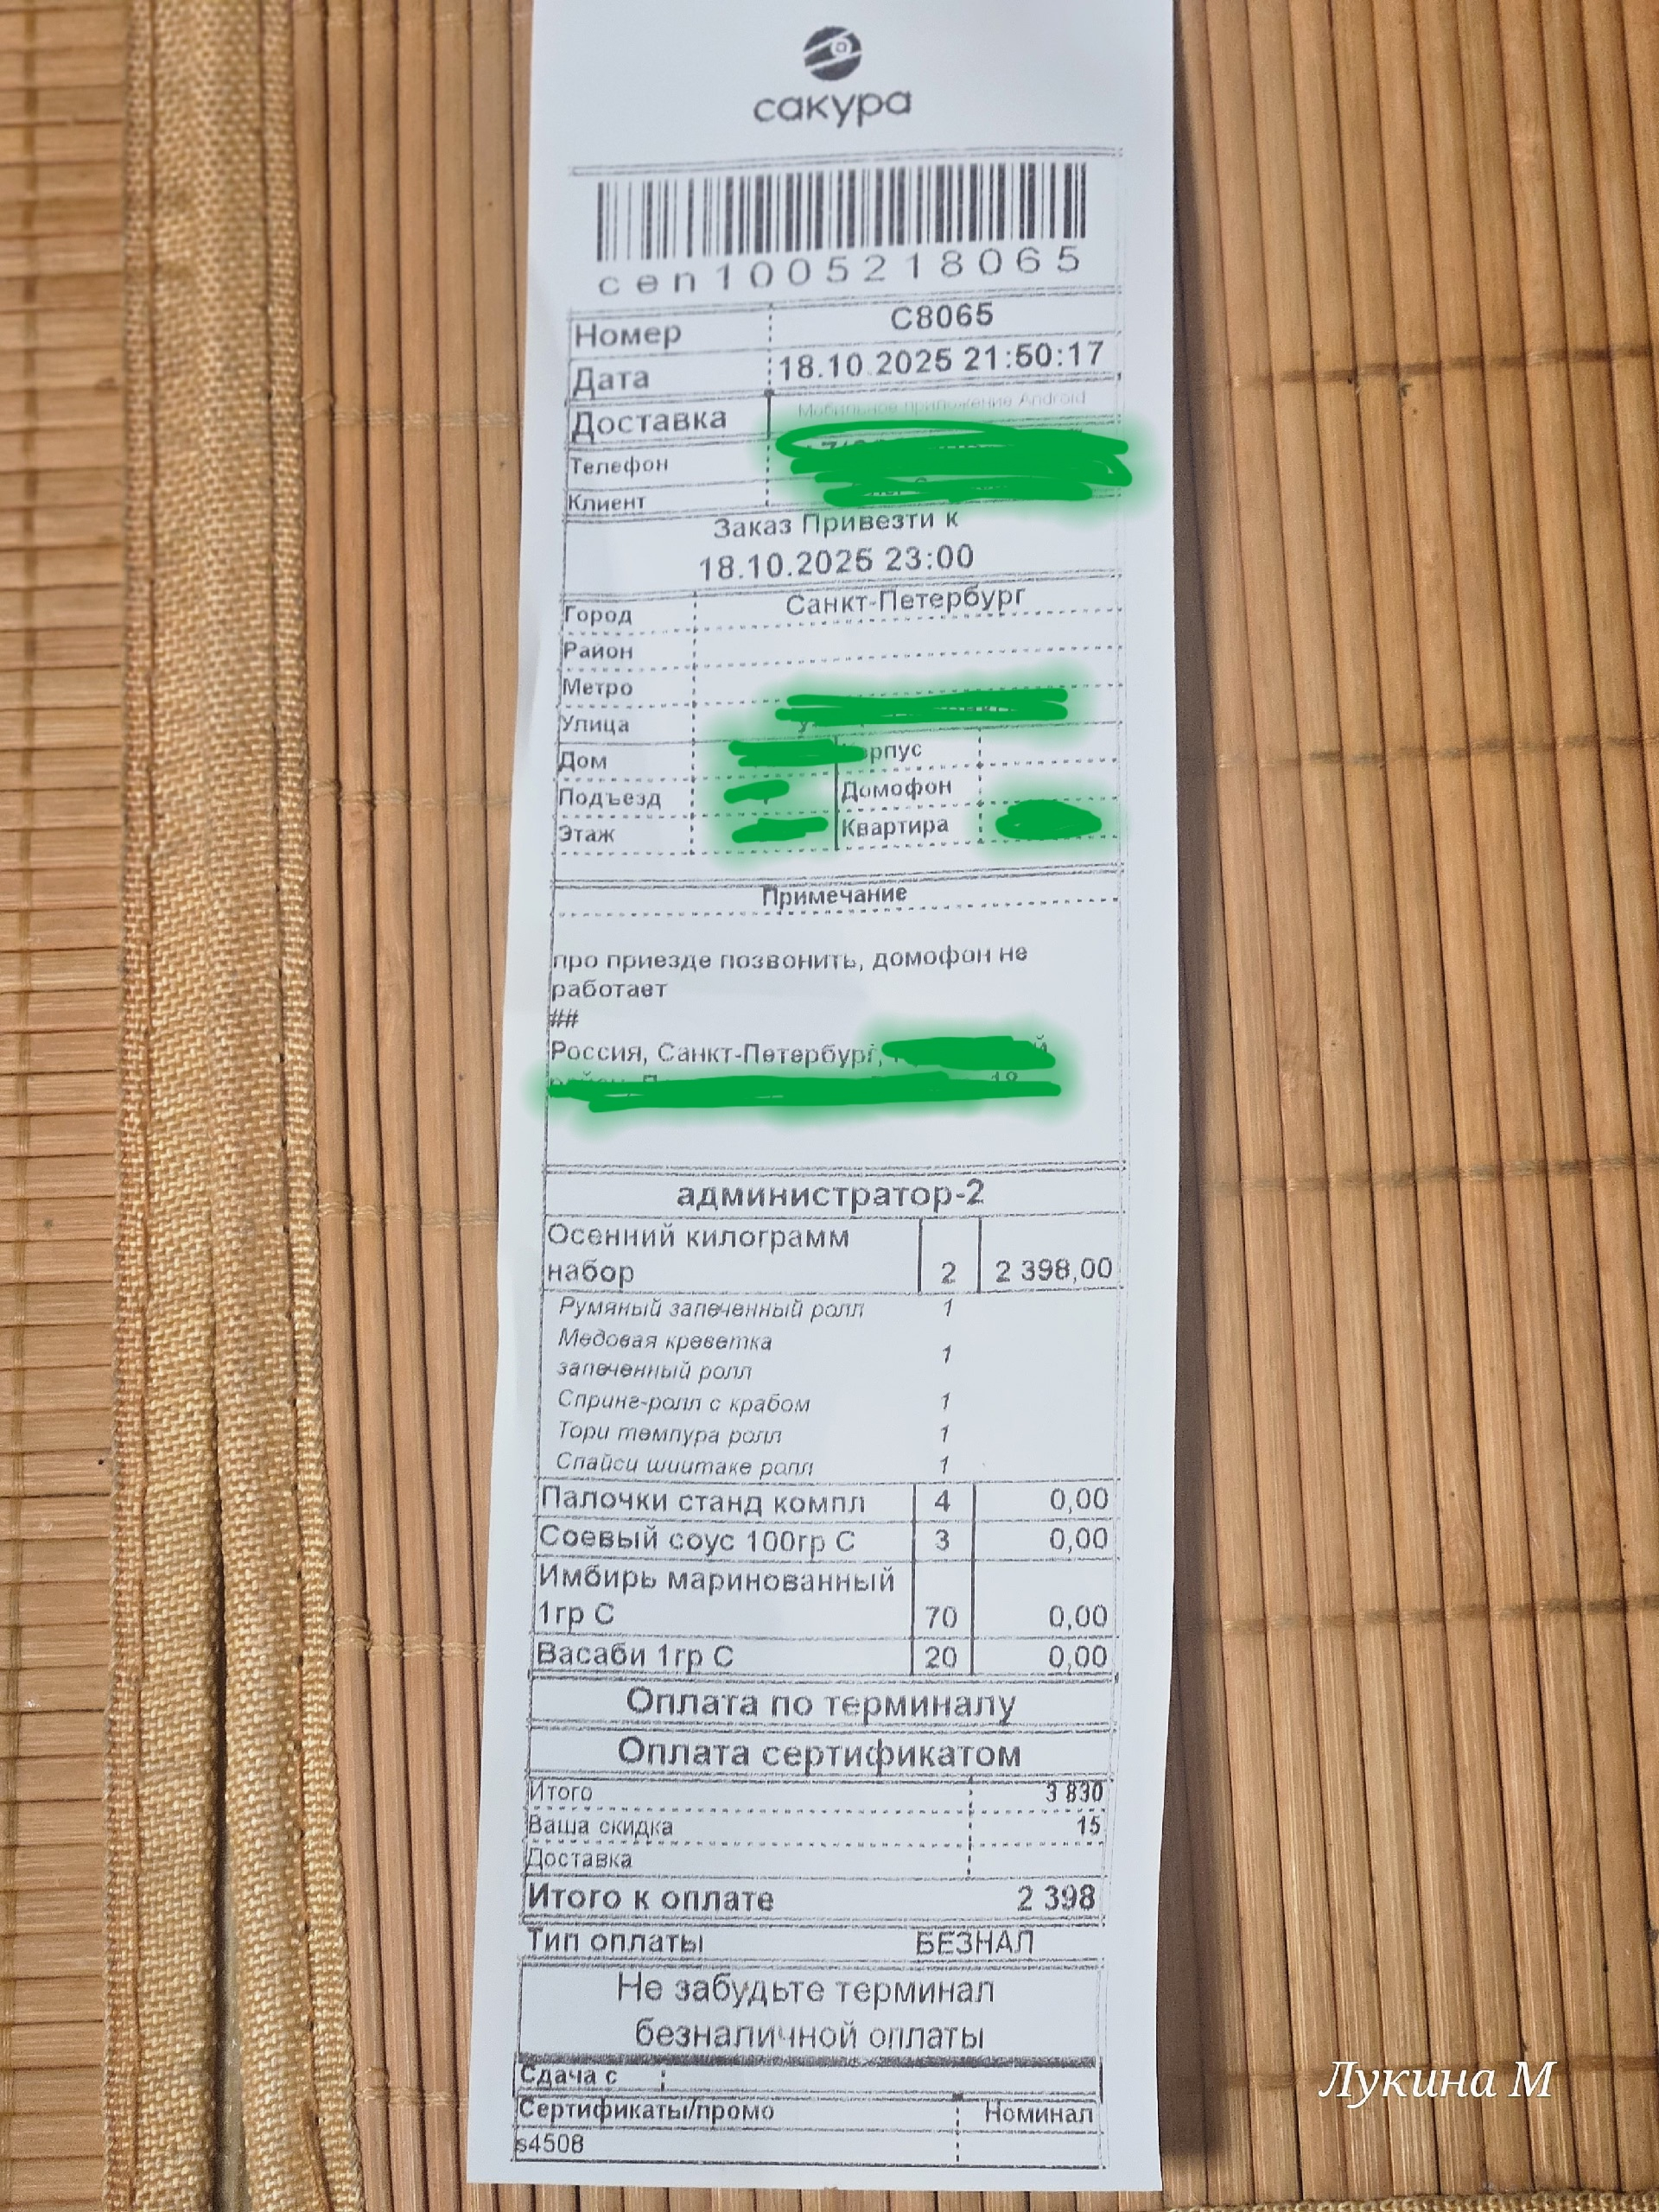 сакура
cen1005218065
Номер С8065
Дата 18.10.2025 21:50:17
Доставка Мобильное приложение Android
Телефон
Клиент
Заказ Привезти к
18.10.2025 23:00
Город Санкт-Петербург
Район
Метро
Улица
Дом
Подъезд Домофон
Этаж Квартира
Примечание
про приезде позвонить, домофон не
работает
##
Россия, Санкт-Петербург,
администратор-2
Осенний килограмм
набор 2 2 398,00
Румяный запеченный ролл 1
Медовая креветка
запеченный ролл 1
Спринг-ролл с крабом 1
Тори темпура ролл 1
Спайси шиитаке ролл 1
Палочки станд компл 4 0,00
Соевый соус 100гр С 3 0,00
Имбирь маринованный
1гр С 70 0,00
Васаби 1гр С 20 0,00
Оплата по терминалу
Оплата сертификатом
Итого 3 830
Ваша скидка 15
Доставка
Итого к оплате 2 398
Тип оплаты БЕЗНАЛ
Не забудьте терминал
безналичной оплаты
Сдача с
Сертификаты/промо Номинал
s4508
Лукина М